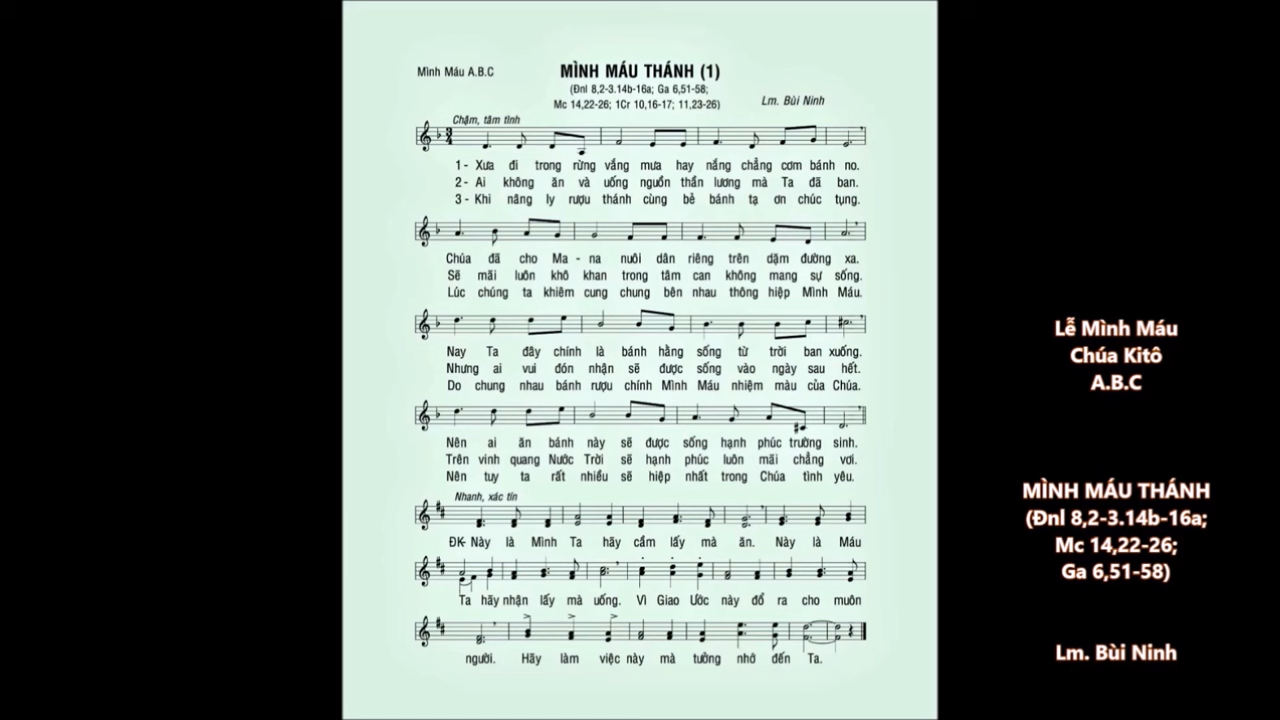 Mình Máu A.B.C
MÌNH MÁU THÁNH (1)
(Đnl 8,2-3.14b-16a; Ga 6,51-58;
Mc 14,22-26; 1Cr 10,16-17; 11,23-26)
Lm. Bùi Ninh
Chậm, tâm tình
1- Xưa đi trong rừng vắng mưa hay nắng chẳng cơm bánh no.
2- Ai không ăn và uống nguồn thần lương mà Ta đã ban.
3- Khi nâng ly rượu thánh cùng bẻ bánh tạ ơn chúc tụng.
Chúa đã cho Ma - na nuôi dân riêng trên dặm đường xa.
Sẽ mãi luôn khô khan trong tâm can không mang sự sống.
Lúc chúng ta khiêm cung chung bên nhau thông hiệp Mình Máu.
Nay Ta đây chính là bánh hằng sống từ trời ban xuống.
Nhưng ai vui đón nhận sẽ được sống vào ngày sau hết.
Do chung nhau bánh rượu chính Mình Máu nhiệm màu của Chúa.
Nên ai ăn bánh này sẽ được sống hạnh phúc trường sinh.
Trên vinh quang Nước Trời sẽ hạnh phúc luôn mãi chẳng vơi.
Nên tuy ta rất nhiều sẽ hiệp nhất trong Chúa tình yêu.
Nhanh, xác tín
ĐK- Này là Mình Ta hãy cầm lấy mà ăn. Này là Máu
Ta hãy nhận lấy mà uống. Vì Giao Ước này đổ ra cho muôn
người. Hãy làm việc này mà tưởng nhớ đến Ta.
Lễ Mình Máu
Chúa Kitô
A.B.C
MÌNH MÁU THÁNH
(Đnl 8,2-3.14b-16a;
Mc 14,22-26;
Ga 6,51-58)
Lm. Bùi Ninh